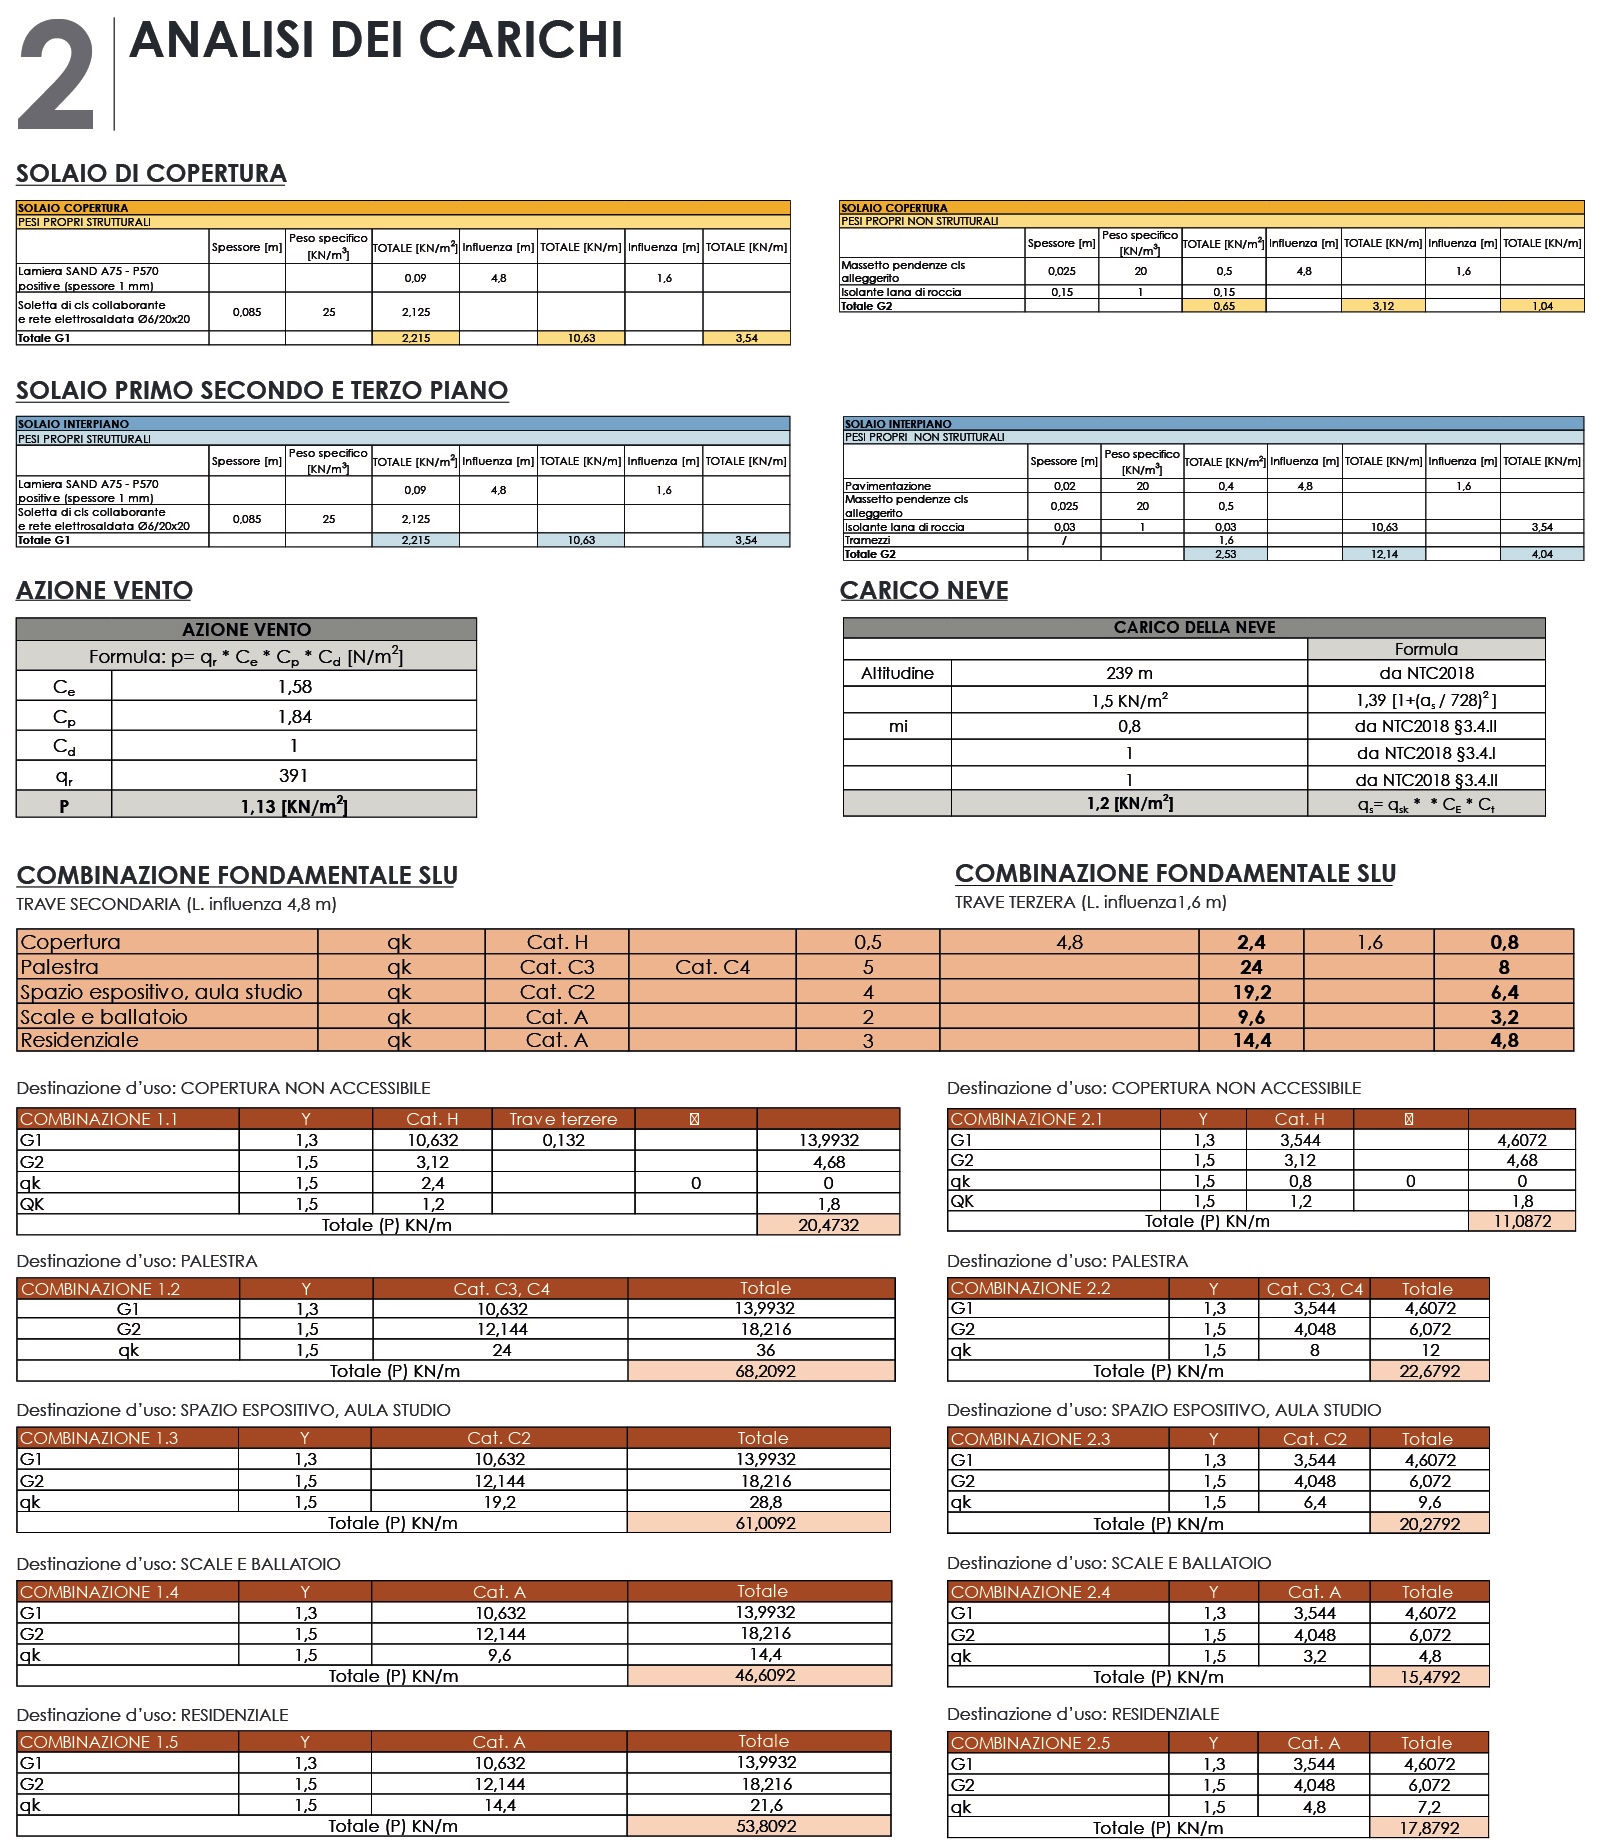 2 ANALISI DEI CARICHI
SOLAIO DI COPERTURA
SOLAIO COPERTURA
PESI PROPRI STRUTTURALI
Spessore [m] Peso specifico [KN/m³] TOTALE [KN/m²] Influenza [m] TOTALE [KN/m] Influenza [m] TOTALE [KN/m]
Lamiera SAND A75 - P570 positive (spessore 1 mm) 0,09 4,8 1,6
Soletta di cls collaborante e rete elettrosaldata Ø6/20x20 0,085 25 2,125
Totale G1 2,215 10,63 3,54
SOLAIO COPERTURA
PESI PROPRI NON STRUTTURALI
Spessore [m] Peso specifico [KN/m³] TOTALE [KN/m²] Influenza [m] TOTALE [KN/m] Influenza [m] TOTALE [KN/m]
Massetto pendenze cls alleggerito 0,025 20 0,5 4,8 1,6
Isolante lana di roccia 0,15 1 0,15
Totale G2 0,65 3,12 1,04
SOLAIO PRIMO SECONDO E TERZO PIANO
SOLAIO INTERPIANO
PESI PROPRI STRUTTURALI
Spessore [m] Peso specifico [KN/m³] TOTALE [KN/m²] Influenza [m] TOTALE [KN/m] Influenza [m] TOTALE [KN/m]
Lamiera SAND A75 - P570 positive (spessore 1 mm) 0,09 4,8 1,6
Soletta di cls collaborante e rete elettrosaldata Ø6/20x20 0,085 25 2,125
Totale G1 2,215 10,63 3,54
SOLAIO INTERPIANO
PESI PROPRI NON STRUTTURALI
Spessore [m] Peso specifico [KN/m³] TOTALE [KN/m²] Influenza [m] TOTALE [KN/m] Influenza [m] TOTALE [KN/m]
Pavimentazione 0,02 20 0,4 4,8 1,6
Massetto pendenze cls alleggerito 0,025 20 0,5
Isolante lana di roccia 0,03 1 0,03 10,63 3,54
Tramezzi / 1,6
Totale G2 2,53 12,14 4,04
AZIONE VENTO
AZIONE VENTO
Formula: p= qr * Ce * Cp * Cd [N/m²]
Ce 1,58
Cp 1,84
Cd 1
qr 391
P 1,13 [KN/m²]
CARICO NEVE
CARICO DELLA NEVE
Formula
Altitudine 239 m da NTC2018
1,5 KN/m² 1,39 [1+(as / 728)² ]
mi 0,8 da NTC2018 §3.4.II
1 da NTC2018 §3.4.I
1 da NTC2018 §3.4.II
1,2 [KN/m²] qs= qsk * * CE * Ct
COMBINAZIONE FONDAMENTALE SLU
TRAVE SECONDARIA (L. influenza 4,8 m)
COMBINAZIONE FONDAMENTALE SLU
TRAVE TERZERA (L. influenza1,6 m)
Copertura qk Cat. H 0,5 4,8 2,4 1,6 0,8
Palestra qk Cat. C3 Cat. C4 5 24 8
Spazio espositivo, aula studio qk Cat. C2 4 19,2 6,4
Scale e ballatoio qk Cat. A 2 9,6 3,2
Residenziale qk Cat. A 3 14,4 4,8
Destinazione d'uso: COPERTURA NON ACCESSIBILE
COMBINAZIONE 1.1 Y Cat. H Trave terzere
G1 1,3 10,632 0,132 13,9932
G2 1,5 3,12 4,68
qk 1,5 2,4 0 0
QK 1,5 1,2 1,8
Totale (P) KN/m 20,4732
Destinazione d'uso: COPERTURA NON ACCESSIBILE
COMBINAZIONE 2.1 Y Cat. H
G1 1,3 3,544 4,6072
G2 1,5 3,12 4,68
qk 1,5 0,8 0 0
QK 1,5 1,2 1,8
Totale (P) KN/m 11,0872
Destinazione d'uso: PALESTRA
COMBINAZIONE 1.2 Y Cat. C3, C4 Totale
G1 1,3 10,632 13,9932
G2 1,5 12,144 18,216
qk 1,5 24 36
Totale (P) KN/m 68,2092
Destinazione d'uso: PALESTRA
COMBINAZIONE 2.2 Y Cat. C3, C4 Totale
G1 1,3 3,544 4,6072
G2 1,5 4,048 6,072
qk 1,5 8 12
Totale (P) KN/m 22,6792
Destinazione d'uso: SPAZIO ESPOSITIVO, AULA STUDIO
COMBINAZIONE 1.3 Y Cat. C2 Totale
G1 1,3 10,632 13,9932
G2 1,5 12,144 18,216
qk 1,5 19,2 28,8
Totale (P) KN/m 61,0092
Destinazione d'uso: SPAZIO ESPOSITIVO, AULA STUDIO
COMBINAZIONE 2.3 Y Cat. C2 Totale
G1 1,3 3,544 4,6072
G2 1,5 4,048 6,072
qk 1,5 6,4 9,6
Totale (P) KN/m 20,2792
Destinazione d'uso: SCALE E BALLATOIO
COMBINAZIONE 1.4 Y Cat. A Totale
G1 1,3 10,632 13,9932
G2 1,5 12,144 18,216
qk 1,5 9,6 14,4
Totale (P) KN/m 46,6092
Destinazione d'uso: SCALE E BALLATOIO
COMBINAZIONE 2.4 Y Cat. A Totale
G1 1,3 3,544 4,6072
G2 1,5 4,048 6,072
qk 1,5 3,2 4,8
Totale (P) KN/m 15,4792
Destinazione d'uso: RESIDENZIALE
COMBINAZIONE 1.5 Y Cat. A Totale
G1 1,3 10,632 13,9932
G2 1,5 12,144 18,216
qk 1,5 14,4 21,6
Totale (P) KN/m 53,8092
Destinazione d'uso: RESIDENZIALE
COMBINAZIONE 2.5 Y Cat. A Totale
G1 1,3 3,544 4,6072
G2 1,5 4,048 6,072
qk 1,5 4,8 7,2
Totale (P) KN/m 17,8792